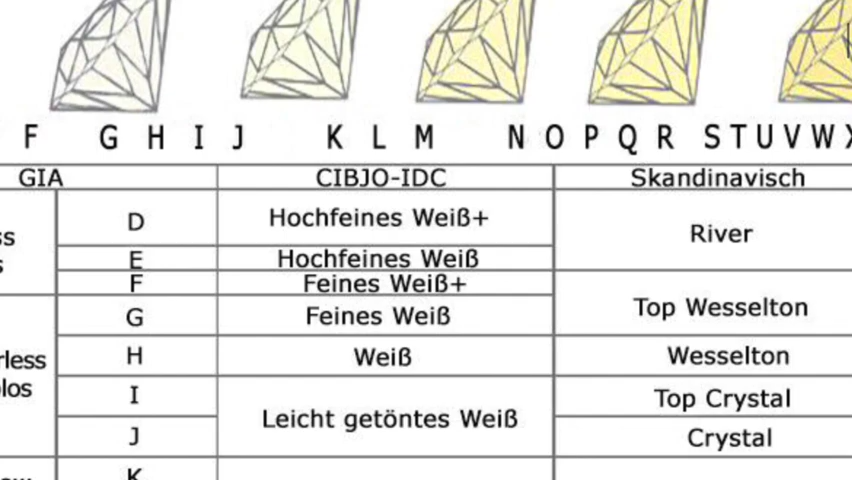 F G H I J K L M N O P Q R S T U V W X
GIA CIBJO-IDC Skandinavisch
D Hochfeines Weiß+ River
E Hochfeines Weiß
F Feines Weiß+
G Feines Weiß Top Wesselton
H Weiß Wesselton
I Leicht getöntes Weiß Top Crystal
J Crystal
K